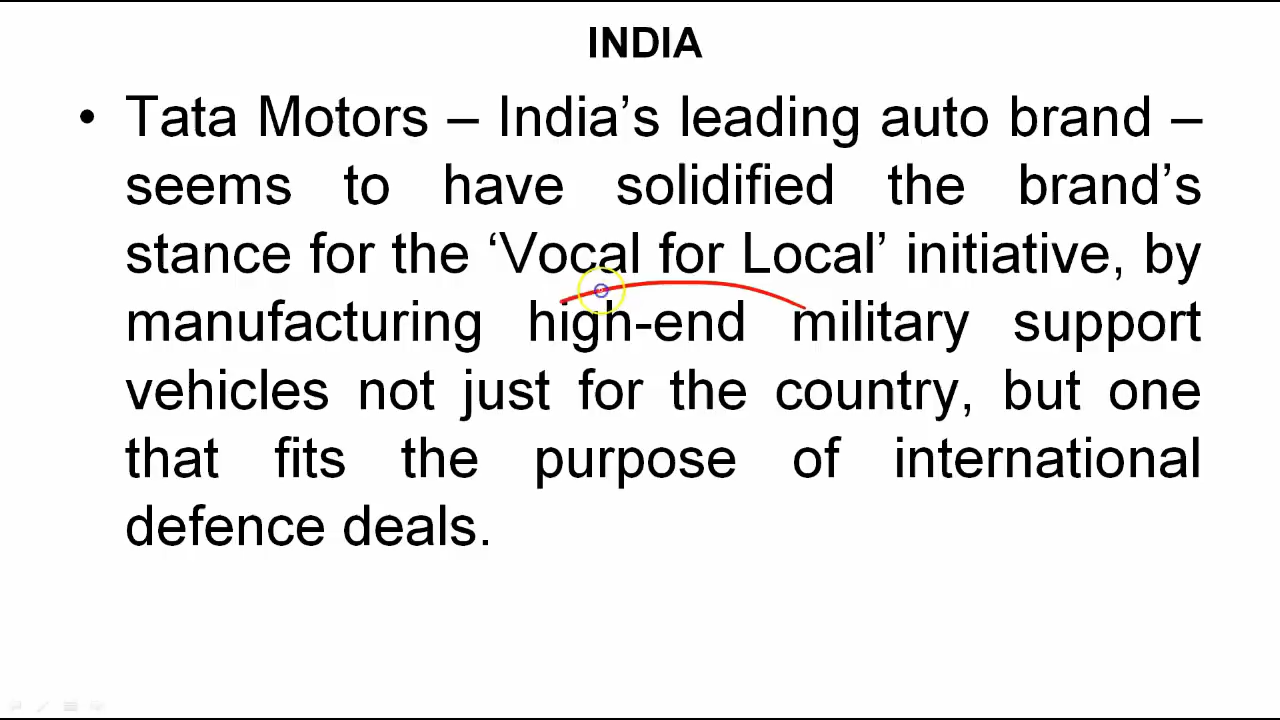 INDIA
• Tata Motors – India’s leading auto brand –
seems to have solidified the brand’s
stance for the ‘Vocal for Local’ initiative, by
manufacturing high-end military support
vehicles not just for the country, but one
that fits the purpose of international
defence deals.